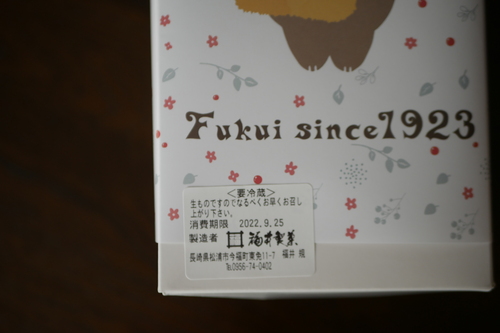 Fukui since1923
<要冷蔵>
生ものですのでなるべくお早くお召し
上がり下さい。
消費期限 2022.9.25
製造者 福井製菓
長崎県松浦市今福町東免11-7 福井
℡0956-74-0402